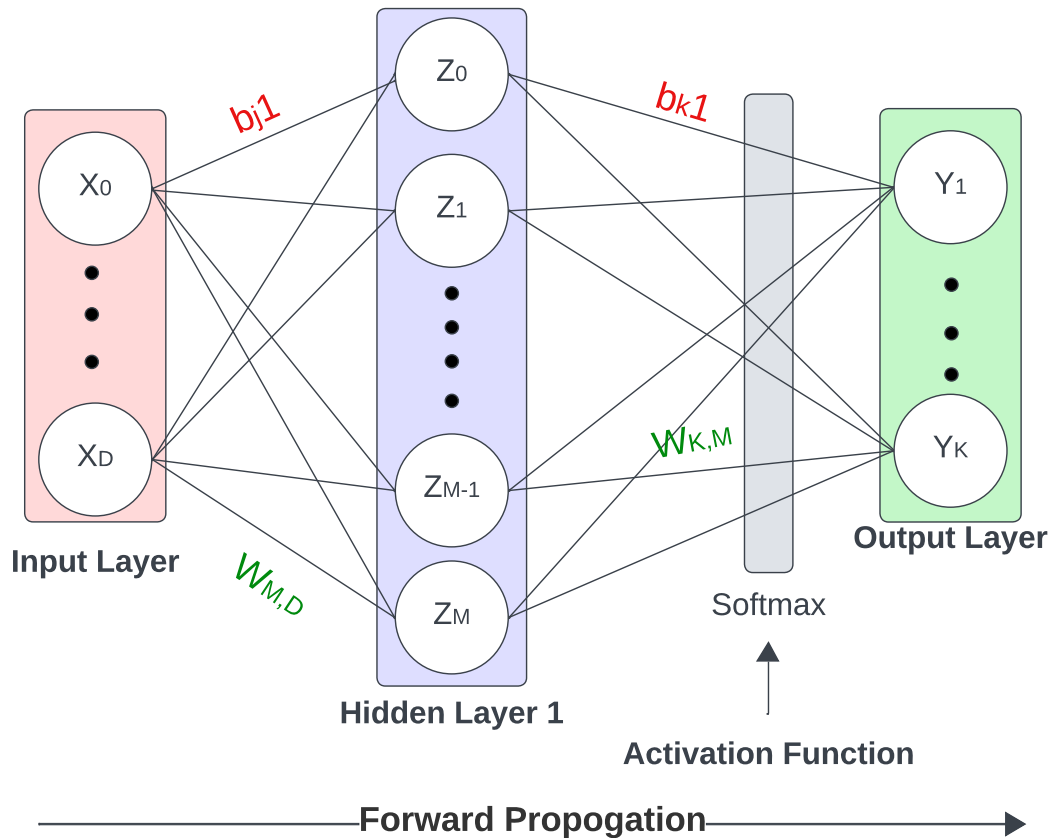 bj1
bk1
X0
Z0
Y1
Z1
XD
ZM-1
WK,M
YK
Input Layer
WM,D
ZM
Output Layer
Softmax
Hidden Layer 1
Activation Function
Forward Propogation